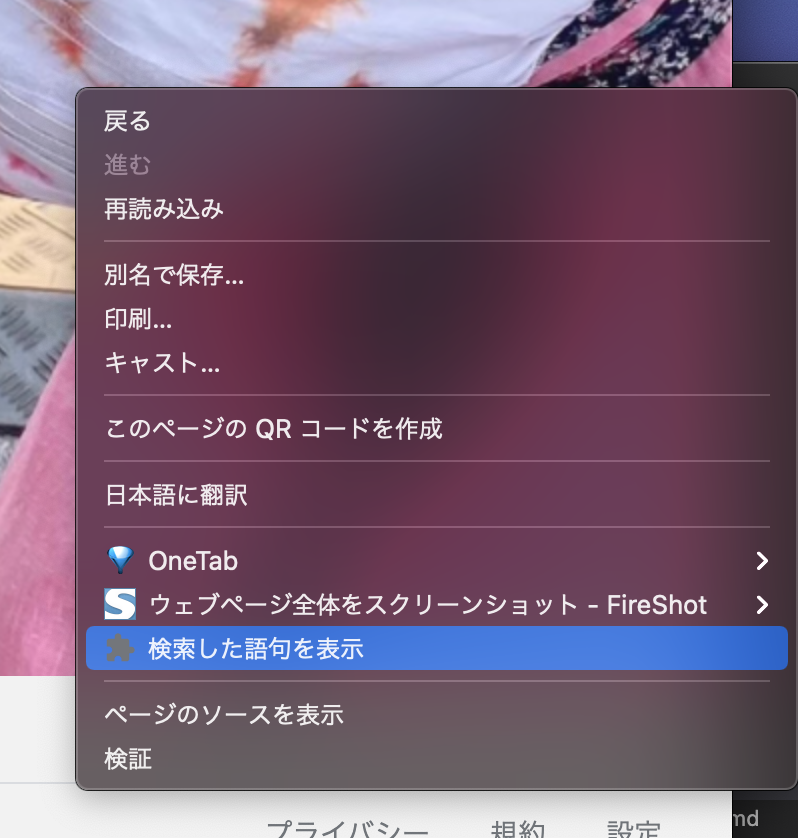 戻る
進む
再読み込み
別名で保存...
印刷...
キャスト...
このページの QR コードを作成
日本語に翻訳
OneTab
ウェブページ全体をスクリーンショット - FireShot
検索した語句を表示
ページのソースを表示
検証
プライバシー 規約 設定
md